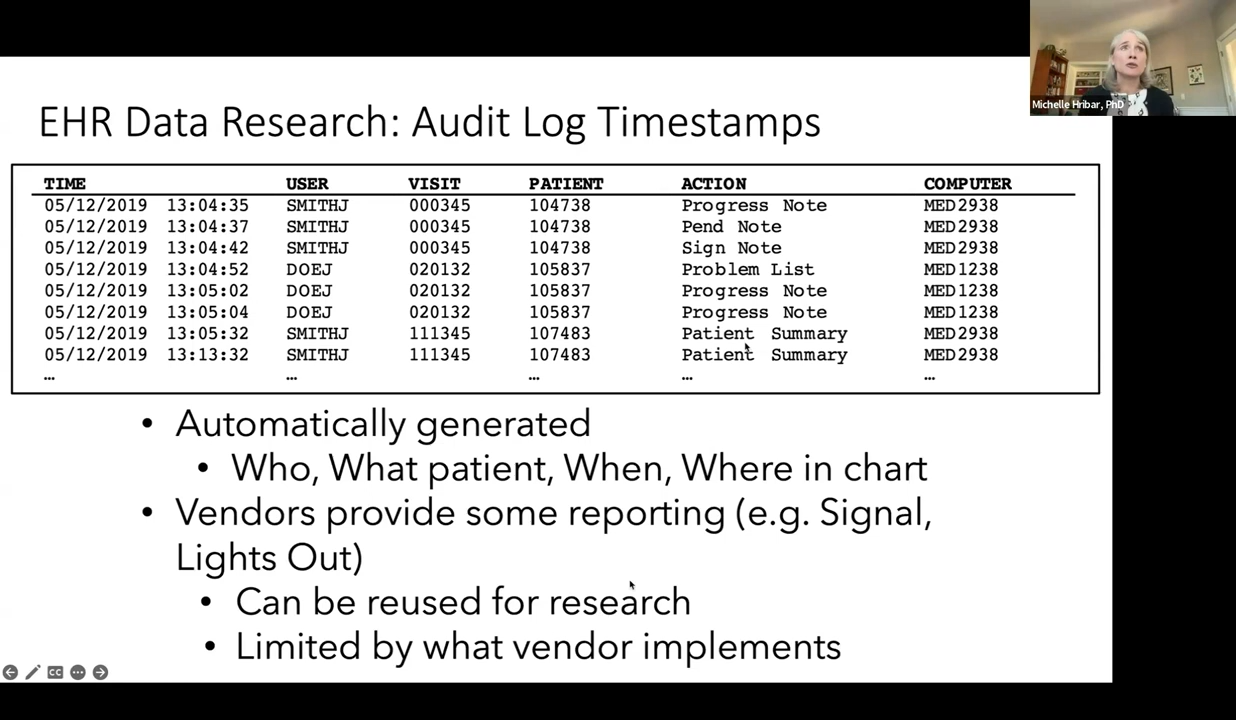 Michelle Hribar, PhD
EHR Data Research: Audit Log Timestamps
TIME USER VISIT PATIENT ACTION COMPUTER
05/12/2019 13:04:35 SMITHJ 000345 104738 Progress Note MED2938
05/12/2019 13:04:37 SMITHJ 000345 104738 Pend Note MED2938
05/12/2019 13:04:42 SMITHJ 000345 104738 Sign Note MED2938
05/12/2019 13:04:52 DOEJ 020132 105837 Problem List MED1238
05/12/2019 13:05:02 DOEJ 020132 105837 Progress Note MED1238
05/12/2019 13:05:04 DOEJ 020132 105837 Progress Note MED1238
05/12/2019 13:05:32 SMITHJ 111345 107483 Patient Summary MED2938
05/12/2019 13:13:32 SMITHJ 111345 107483 Patient Summary MED2938
… … … … …
• Automatically generated
• Who, What patient, When, Where in chart
• Vendors provide some reporting (e.g. Signal,
Lights Out)
• Can be reused for research
• Limited by what vendor implements
CC